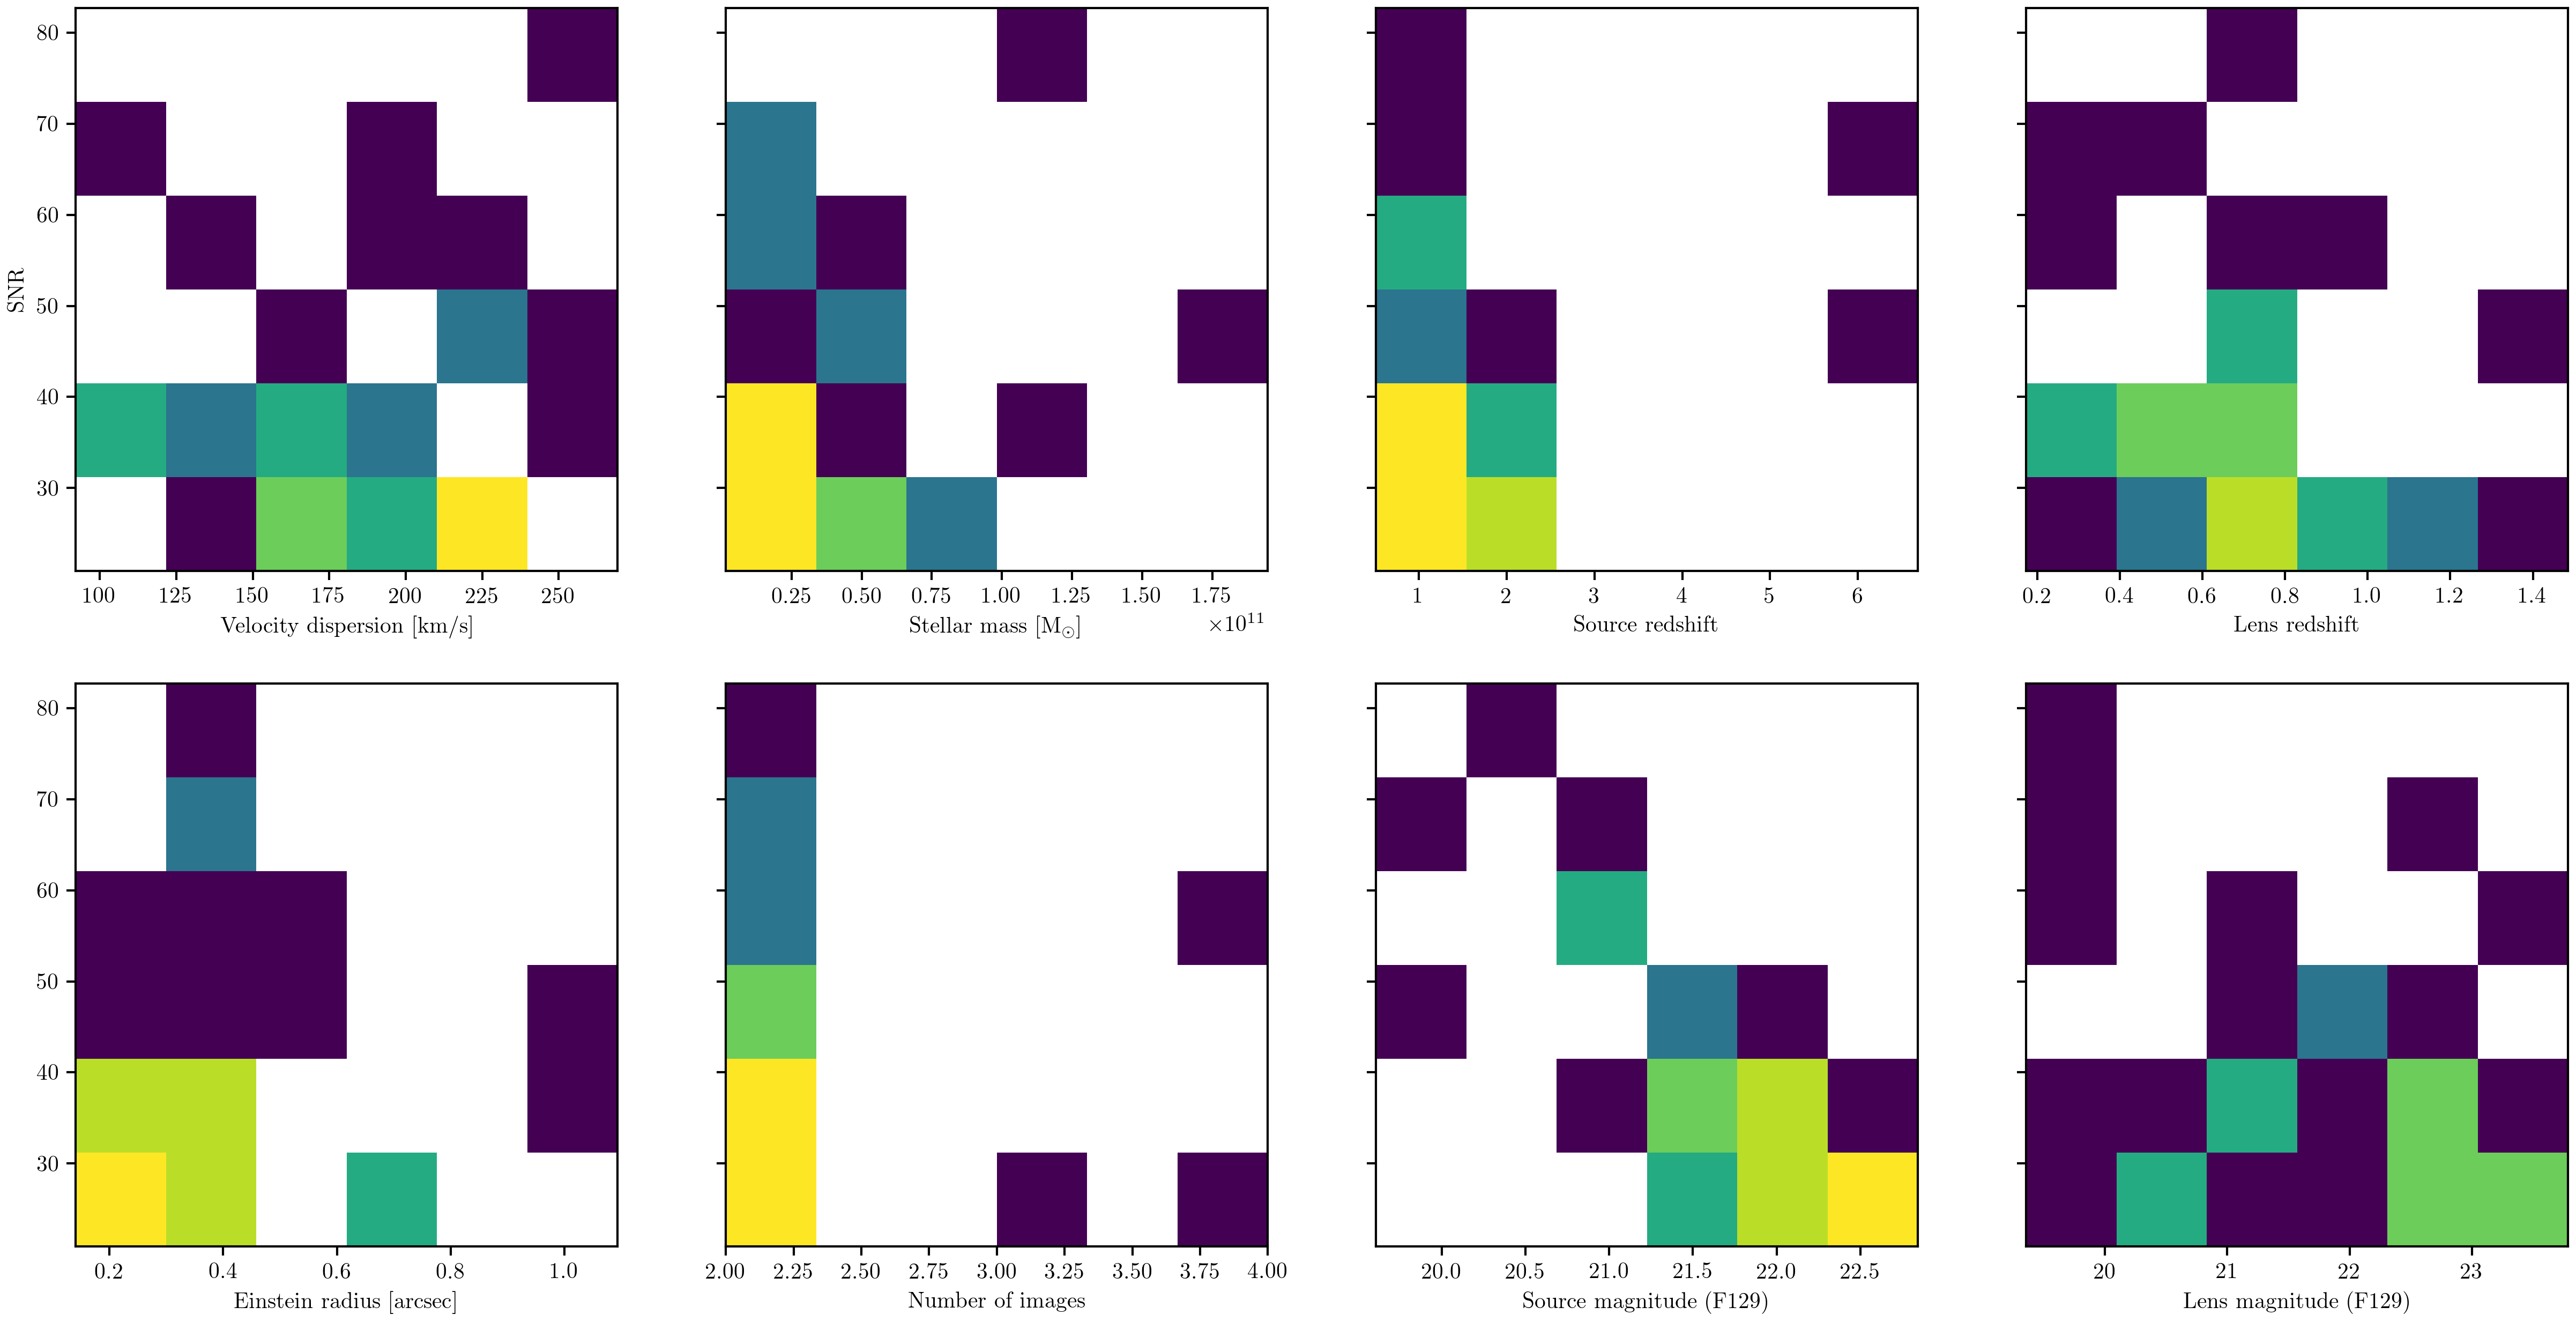 80
70
60
50
40
30
SNR
100 125 150 175 200 225 250
Velocity dispersion [km/s]
0.25 0.50 0.75 1.00 1.25 1.50 1.75
Stellar mass [M⊙]
×10¹¹
1 2 3 4 5 6
Source redshift
0.2 0.4 0.6 0.8 1.0 1.2 1.4
Lens redshift
80
70
60
50
40
30
0.2 0.4 0.6 0.8 1.0
Einstein radius [arcsec]
2.00 2.25 2.50 2.75 3.00 3.25 3.50 3.75 4.00
Number of images
20.0 20.5 21.0 21.5 22.0 22.5
Source magnitude (F129)
20 21 22 23
Lens magnitude (F129)